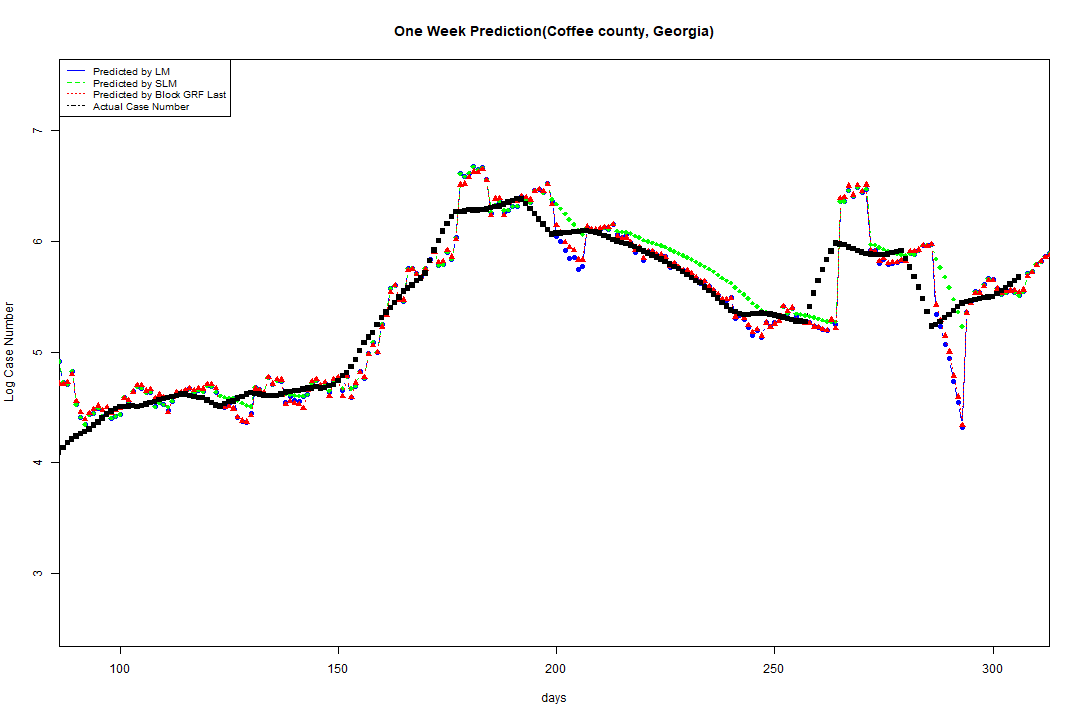 One Week Prediction(Coffee county, Georgia)
Predicted by LM
Predicted by SLM
Predicted by Block GRF Last
Actual Case Number
7
6
5
4
3
Log Case Number
100 150 200 250 300
days